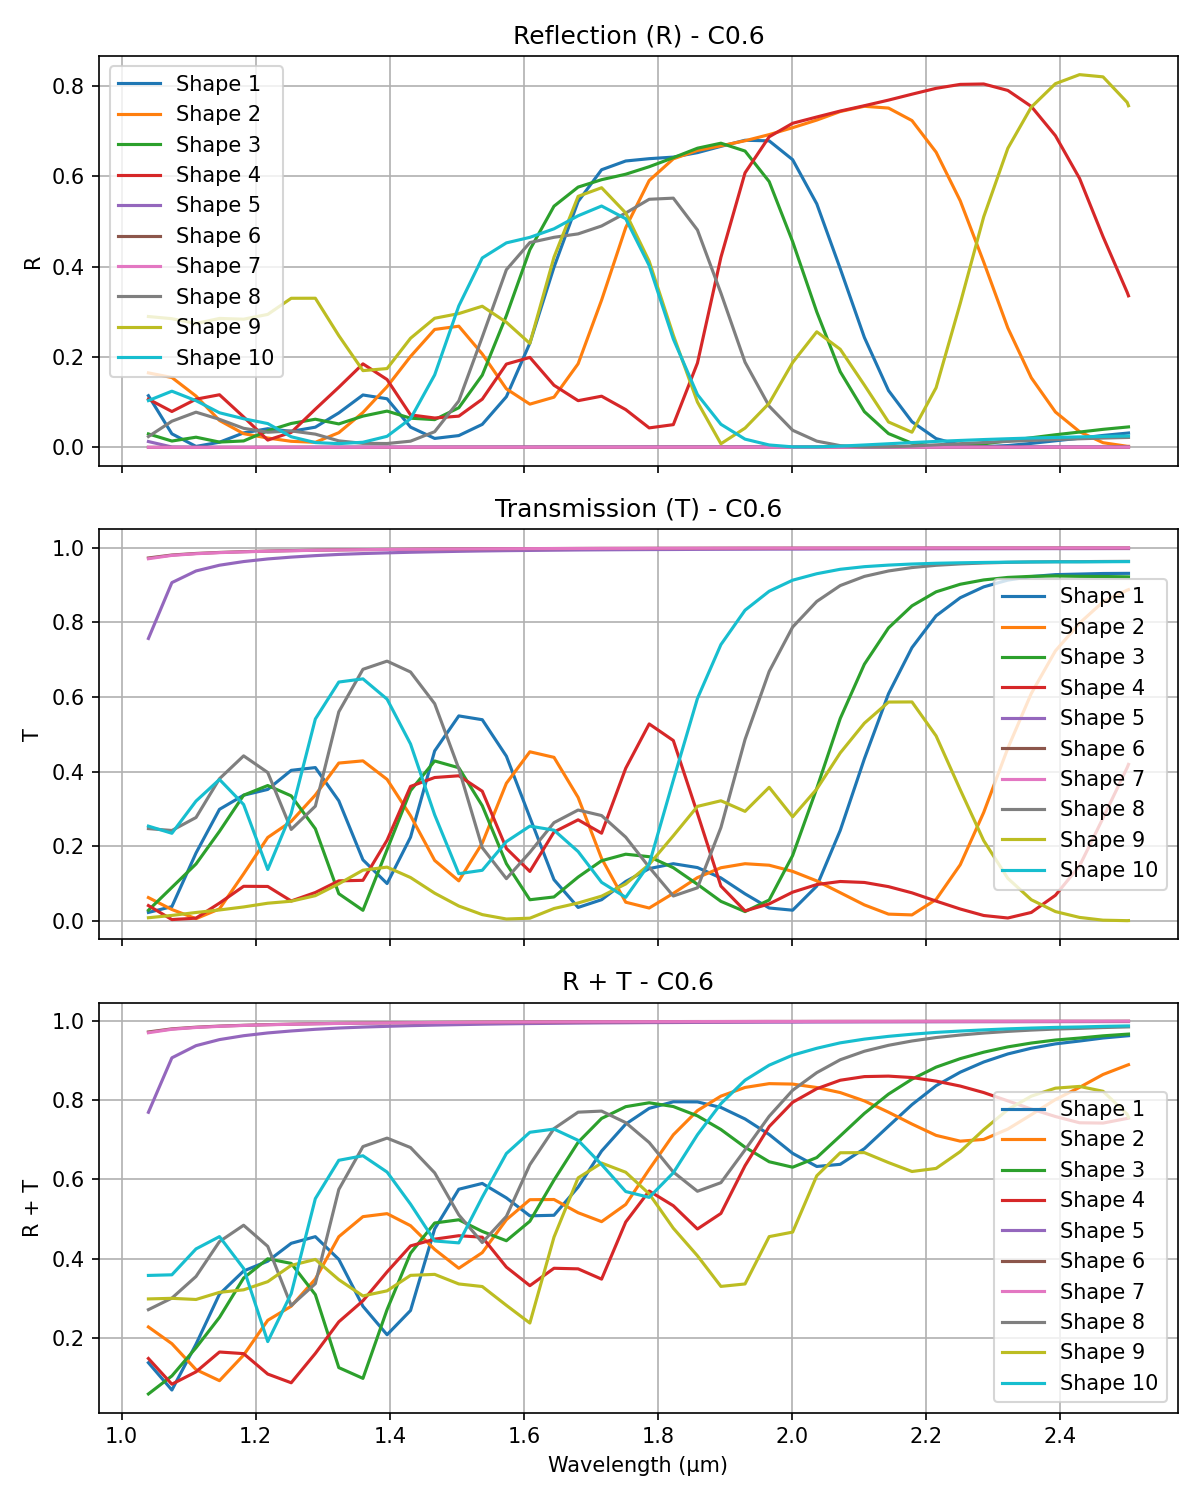 Reflection (R) - C0.6
R
0.8
0.6
0.4
0.2
0.0
Shape 1
Shape 2
Shape 3
Shape 4
Shape 5
Shape 6
Shape 7
Shape 8
Shape 9
Shape 10
Transmission (T) - C0.6
T
1.0
0.8
0.6
0.4
0.2
0.0
Shape 1
Shape 2
Shape 3
Shape 4
Shape 5
Shape 6
Shape 7
Shape 8
Shape 9
Shape 10
R + T - C0.6
R + T
1.0
0.8
0.6
0.4
0.2
Shape 1
Shape 2
Shape 3
Shape 4
Shape 5
Shape 6
Shape 7
Shape 8
Shape 9
Shape 10
1.0 1.2 1.4 1.6 1.8 2.0 2.2 2.4
Wavelength (μm)